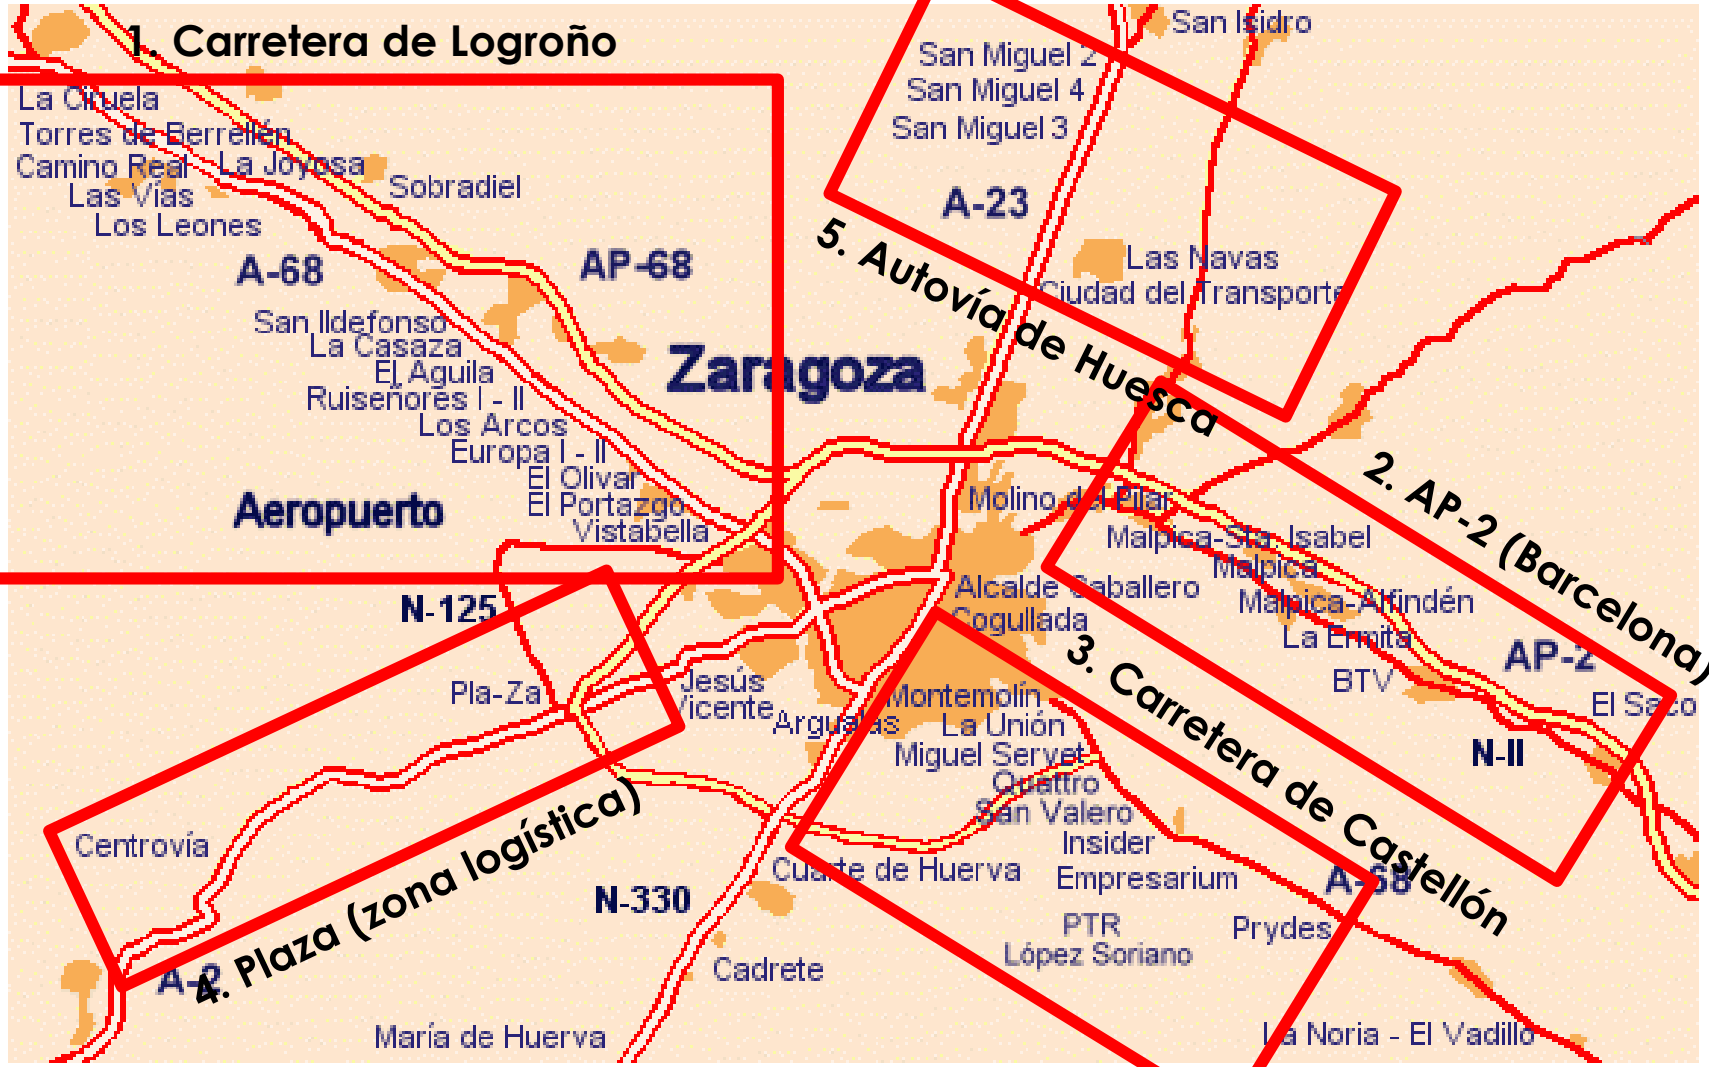 1. Carretera de Logroño
San Isidro
San Miguel 2
San Miguel 4
San Miguel 3
La Ciruela
Torres de Berrellén
Camino Real
La Joyosa
Las Vías
Sobradiel
Los Leones
A-23
A-68
AP-68
5. Autovía de Huesca
Las Navas
Ciudad del Transporte
San Ildefonso
La Casaza
El Aguila
Ruiseñores I - II
Los Arcos
Europa I - II
El Olivar
El Portazgo
Vistabella
Zaragoza
Aeropuerto
2. AP-2 (Barcelona)
Molino del Pilar
Malpica-Sta. Isabel
Malpica
Malpica-Alfindén
La Ermita
BTV
AP-2
El Saco
N-II
Alcalde Caballero
Cogullada
N-125
Pla-Za
Jesús
Vicente
Argualas
3. Carretera de Castellón
Montemolín
La Unión
Miguel Servet
Quattro
San Valero
Insider
Empresarium
Cuarte de Huerva
Centrovía
4. Plaza (zona logística)
A-2
N-330
A-68
PTR
López Soriano
Prydes
Cadrete
María de Huerva
La Noria - El Vadillo